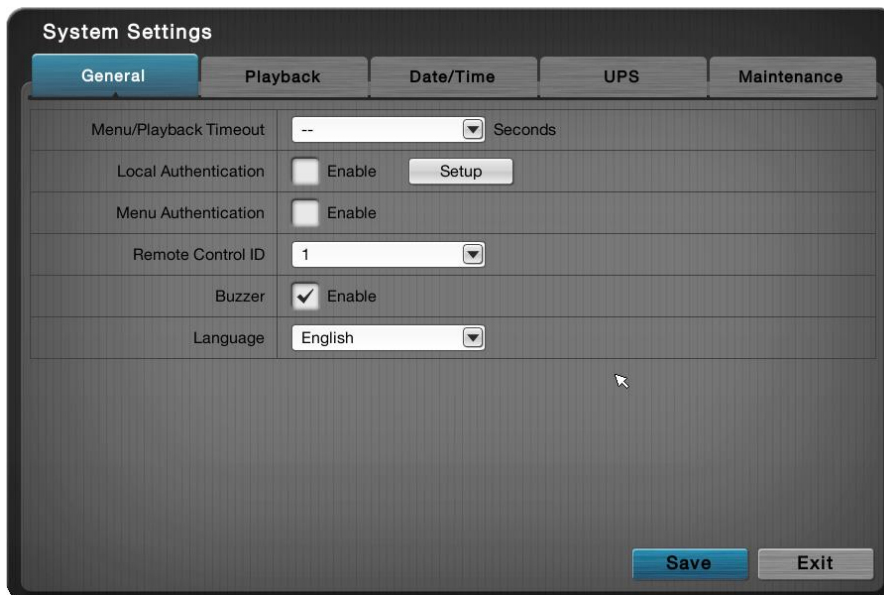 System Settings
General Playback Date/Time UPS Maintenance
Menu/Playback Timeout -- Seconds
Local Authentication Enable Setup
Menu Authentication Enable
Remote Control ID 1
Buzzer Enable
Language English
Save Exit